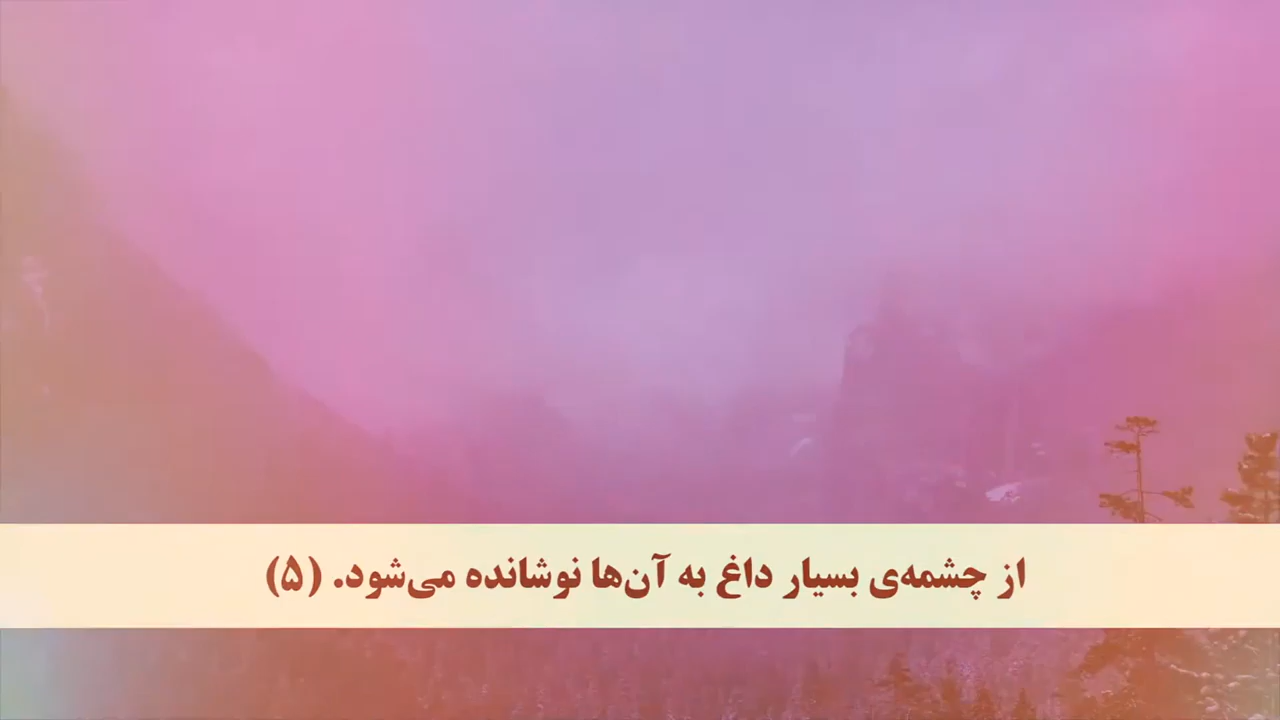 از چشمه‌ی بسیار داغ به آن‌ها نوشانده می‌شود. (۵)